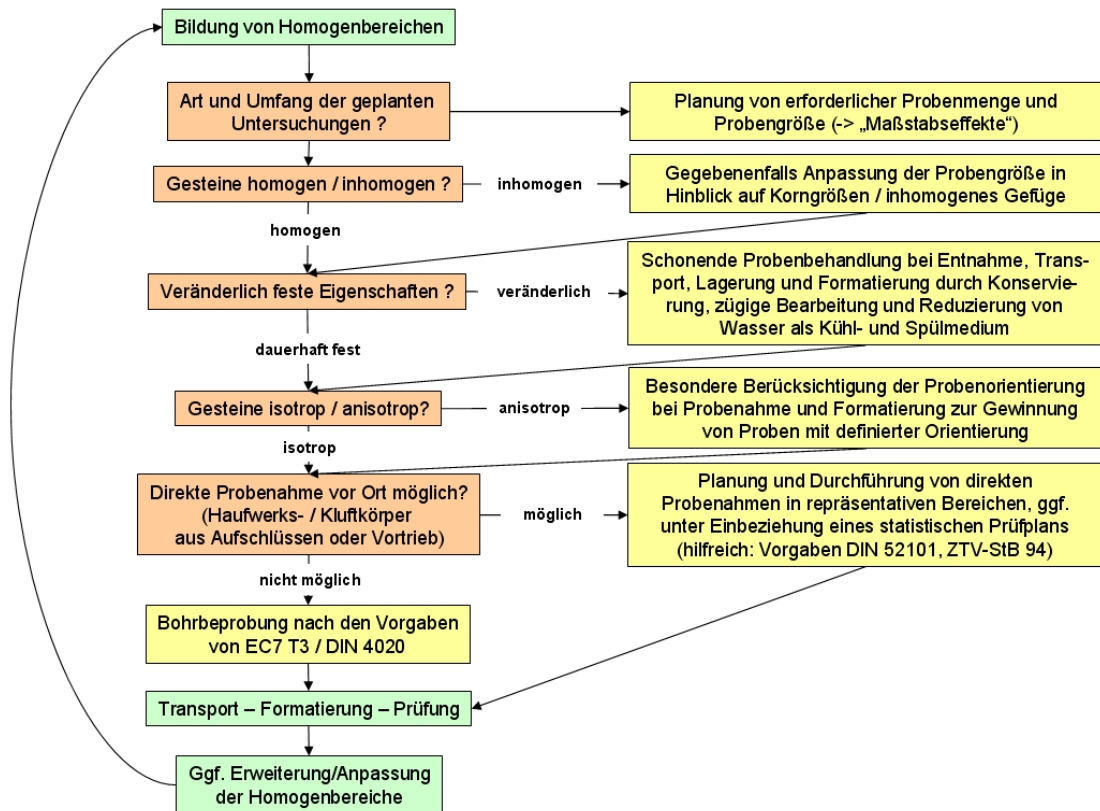 Bildung von Homogenbereichen
Art und Umfang der geplanten
Untersuchungen ?
Planung von erforderlicher Probenmenge und
Probengröße (-> „Maßstabseffekte“)
Gesteine homogen / inhomogen ?
inhomogen
Gegebenenfalls Anpassung der Probengröße in
Hinblick auf Korngrößen / inhomogenes Gefüge
homogen
Veränderlich feste Eigenschaften ?
veränderlich
Schonende Probenbehandlung bei Entnahme, Trans-
port, Lagerung und Formatierung durch Konservie-
rung, zügige Bearbeitung und Reduzierung von
Wasser als Kühl- und Spülmedium
dauerhaft fest
Gesteine isotrop / anisotrop?
anisotrop
Besondere Berücksichtigung der Probenorientierung
bei Probenahme und Formatierung zur Gewinnung
von Proben mit definierter Orientierung
isotrop
Direkte Probenahme vor Ort möglich?
(Haufwerks- / Kluftkörper
aus Aufschlüssen oder Vortrieb)
möglich
Planung und Durchführung von direkten
Probenahmen in repräsentativen Bereichen, ggf.
unter Einbeziehung eines statistischen Prüfplans
(hilfreich: Vorgaben DIN 52101, ZTV-StB 94)
nicht möglich
Bohrbeprobung nach den Vorgaben
von EC7 T3 / DIN 4020
Transport – Formatierung – Prüfung
Ggf. Erweiterung/Anpassung
der Homogenbereiche